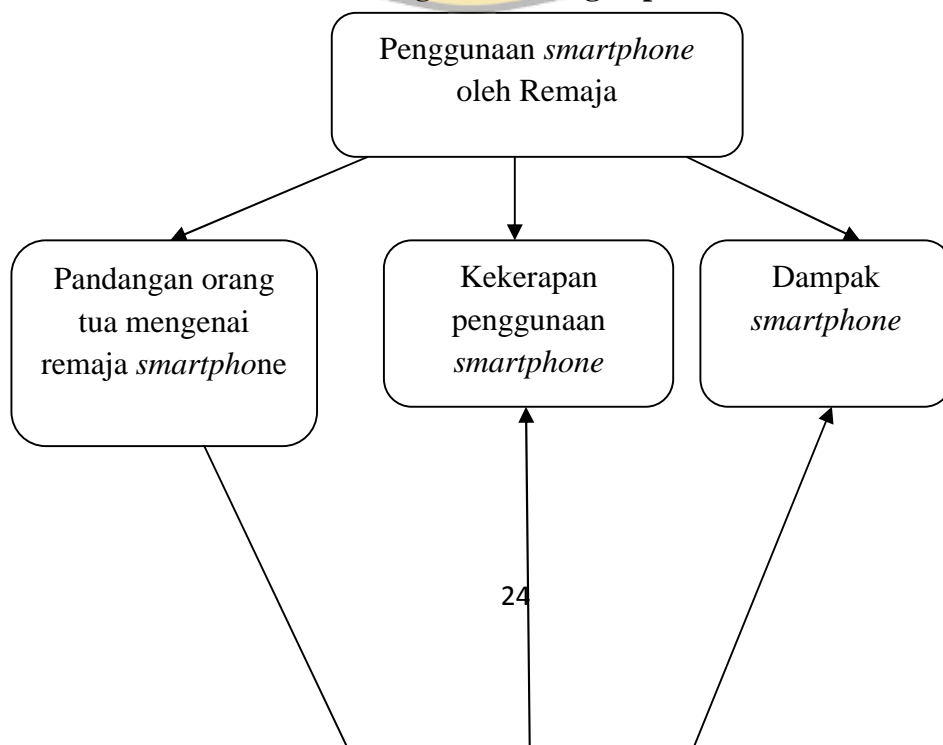 Penggunaan smartphone
oleh Remaja
Pandangan orang
tua mengenai
remaja smartphone
Kekerapan
penggunaan
smartphone
Dampak
smartphone
24